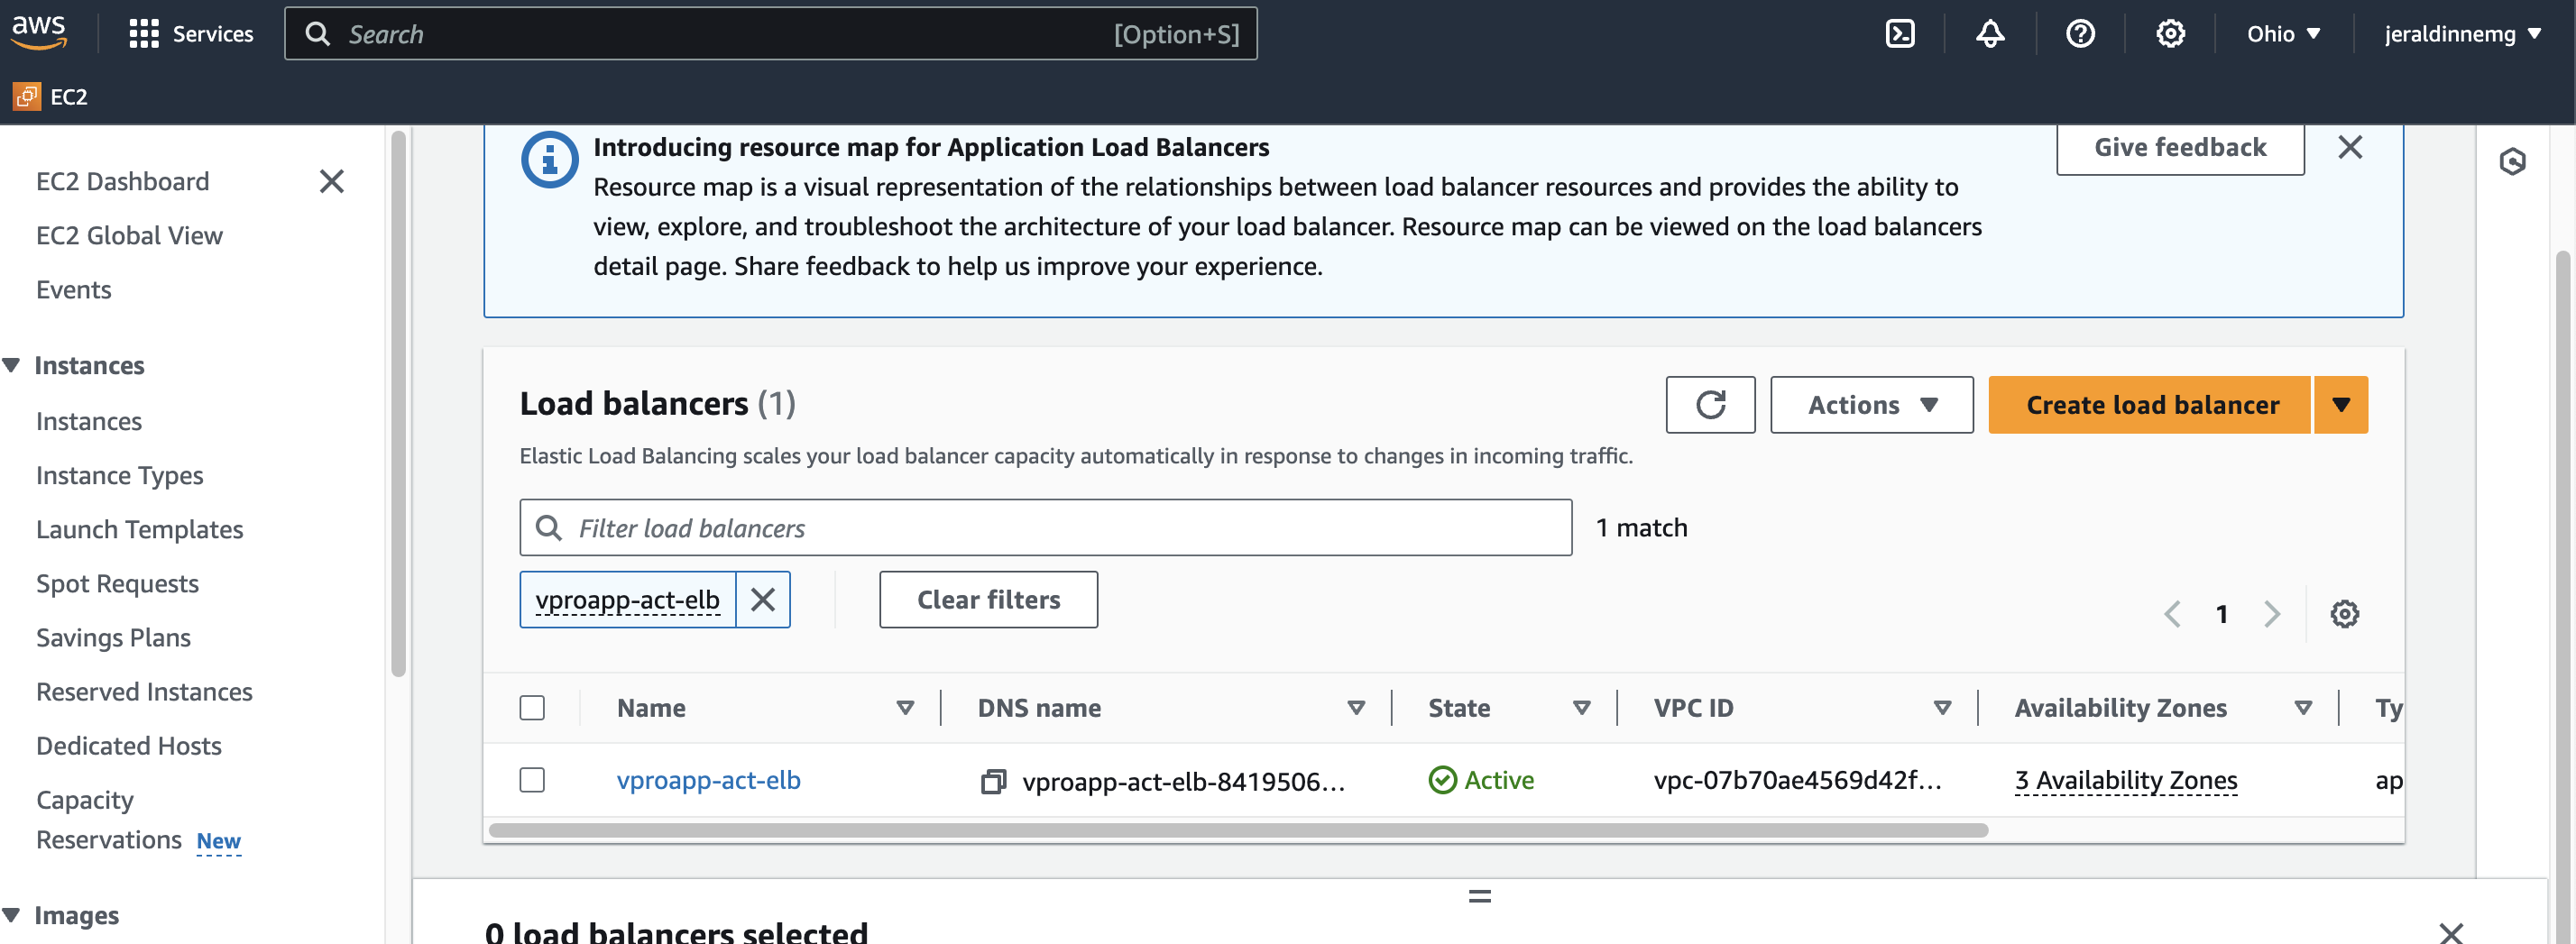 aws
Services
Search
[Option+S]
Ohio
jeraldinnemg
EC2
EC2 Dashboard
EC2 Global View
Events
Instances
Instances
Instance Types
Launch Templates
Spot Requests
Savings Plans
Reserved Instances
Dedicated Hosts
Capacity
Reservations New
Images
Introducing resource map for Application Load Balancers
Resource map is a visual representation of the relationships between load balancer resources and provides the ability to
view, explore, and troubleshoot the architecture of your load balancer. Resource map can be viewed on the load balancers
detail page. Share feedback to help us improve your experience.
Give feedback
Load balancers (1)
Actions
Create load balancer
Elastic Load Balancing scales your load balancer capacity automatically in response to changes in incoming traffic.
Filter load balancers
1 match
vproapp-act-elb
Clear filters
1
Name DNS name State VPC ID Availability Zones Ty
vproapp-act-elb vproapp-act-elb-8419506... Active vpc-07b70ae4569d42f... 3 Availability Zones ap
0 load balancers selected